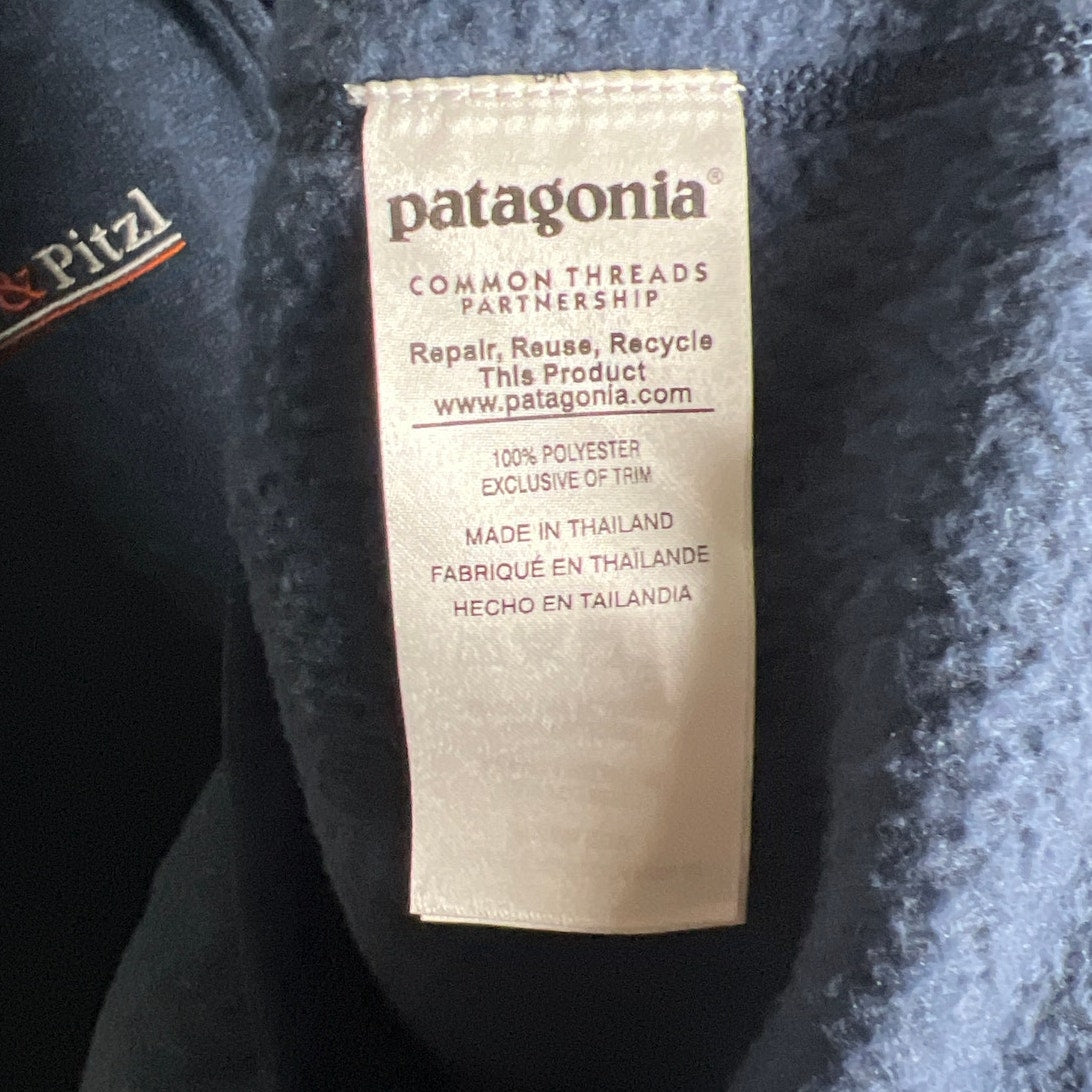 patagonia®
COMMON THREADS
PARTNERSHIP
Repair, Reuse, Recycle
This Product
www.patagonia.com
100% POLYESTER
EXCLUSIVE OF TRIM
MADE IN THAILAND
FABRIQUÉ EN THAÏLANDE
HECHO EN TAILANDIA
& Pitzl